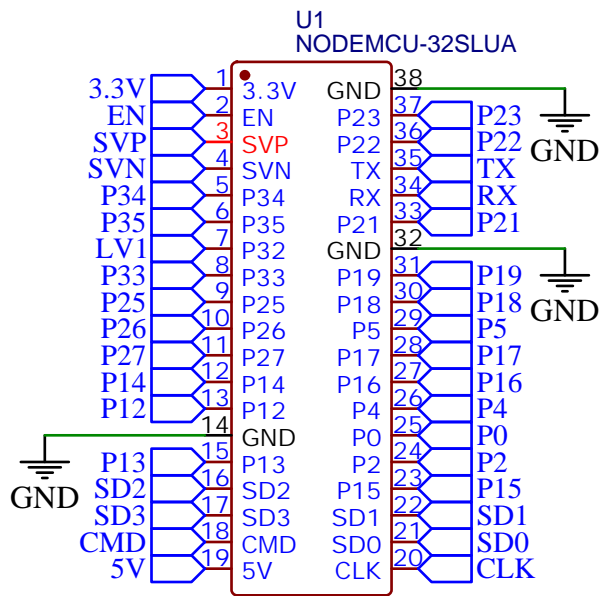 U1
NODEMCU-32SLUA
3.3V 1 3.3V GND 38
EN 2 EN P23 37 P23
SVP 3 SVP P22 36 P22
GND
SVN 4 SVN TX 35 TX
P34 5 P34 RX 34 RX
P35 6 P35 P21 33 P21
LV1 7 P32 GND 32
P33 8 P33 P19 31 P19
P25 9 P25 P18 30 P18
GND
P26 10 P26 P5 29 P5
P27 11 P27 P17 28 P17
P14 12 P14 P16 27 P16
P12 13 P12 P4 26 P4
14 GND P0 25 P0
P13 15 P13 P2 24 P2
GND
SD2 16 SD2 P15 23 P15
SD3 17 SD3 SD1 22 SD1
CMD 18 CMD SD0 21 SD0
5V 19 5V CLK 20 CLK